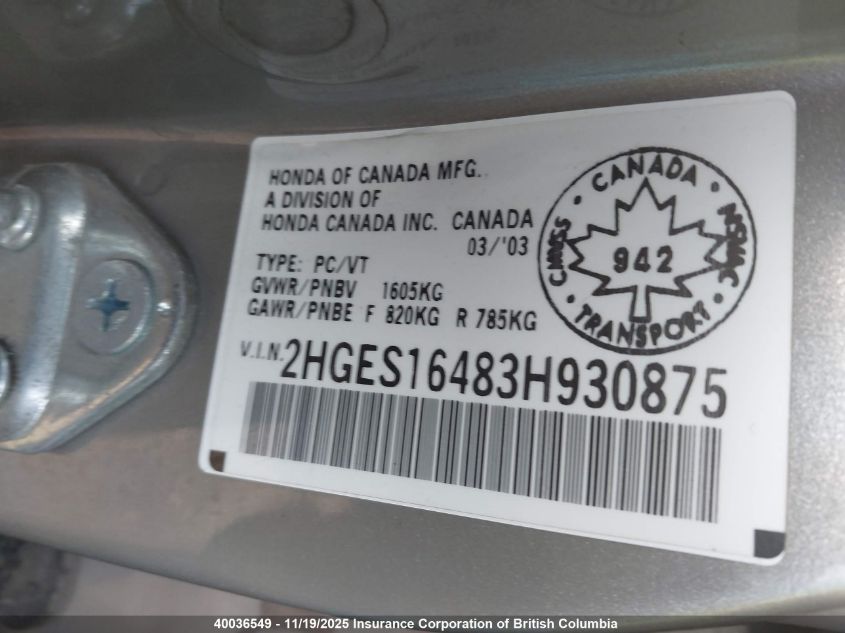 HONDA OF CANADA MFG.
A DIVISION OF
HONDA CANADA INC. CANADA
03/'03
TYPE: PC/VT
GVWR/PNBV 1605KG
GAWR/PNBE F 820KG R 785KG
V.I.N. 2HGES16483H930875
CANADA
CMVSS
942
NSVAC
TRANSPORT
40036549 - 11/19/2025 Insurance Corporation of British Columbia